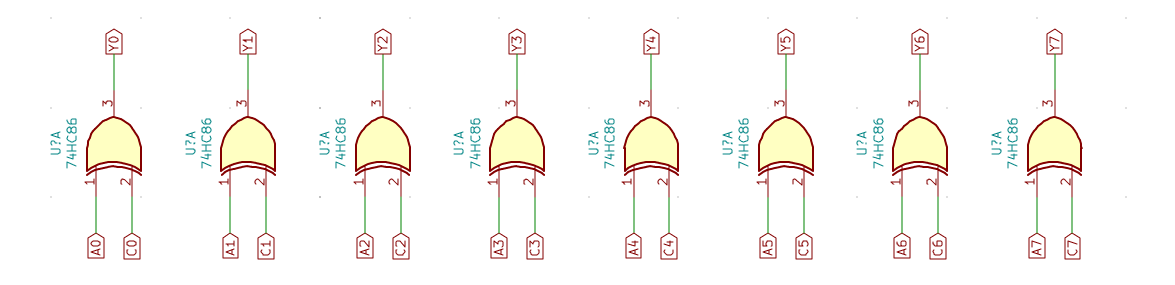 Y0 Y1 Y2 Y3 Y4 Y5 Y6 Y7
3 3 3 3 3 3 3 3
U?A U?A U?A U?A U?A U?A U?A U?A
74HC86 74HC86 74HC86 74HC86 74HC86 74HC86 74HC86 74HC86
1 2 1 2 1 2 1 2 1 2 1 2 1 2 1 2
A0 C0 A1 C1 A2 C2 A3 C3 A4 C4 A5 C5 A6 C6 A7 C7